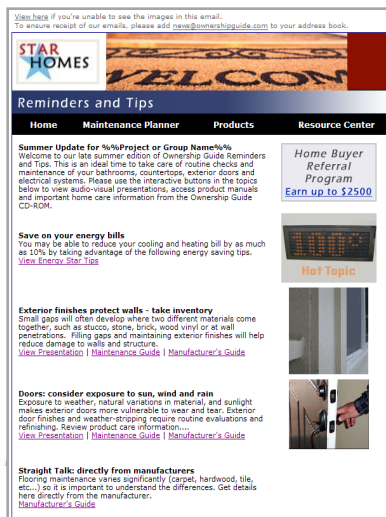 View here if you're unable to see the images in this email.
To ensure receipt of our emails, please add news@ownershipguide.com to your address book.
STAR
HOMES
WELCOM
Reminders and Tips
Home Maintenance Planner Products Resource Center
Summer Update for %%Project or Group Name%%
Welcome to our late summer edition of Ownership Guide Reminders
and Tips. This is an ideal time to take care of routine checks and
maintenance of your bathrooms, countertops, exterior doors and
electrical systems. Please use the interactive buttons in the topics
below to view audio-visual presentations, access product manuals
and important home care information from the Ownership Guide
CD-ROM.
Home Buyer
Referral
Program
Earn up to $2500
Save on your energy bills
You may be able to reduce your cooling and heating bill by as much
as 10% by taking advantage of the following energy saving tips.
View Energy Star Tips
Hot Topic
Exterior finishes protect walls - take inventory
Small gaps will often develop where two different materials come
together, such as stucco, stone, brick, wood vinyl or at wall
penetrations.  Filling gaps and maintaining exterior finishes will help
reduce damage to walls and structure.
View Presentation | Maintenance Guide | Manufacturer's Guide
Doors: consider exposure to sun, wind and rain
Exposure to weather, natural variations in material, and sunlight
makes exterior doors more vulnerable to wear and tear. Exterior
door finishes and weather-stripping require routine evaluations and
refinishing. Review product care information....
View Presentation | Maintenance Guide | Manufacturer's Guide
Straight Talk: directly from manufacturers
Flooring maintenance varies significantly (carpet, hardwood, tile,
etc...) so it is important to understand the differences. Get details
here directly from the manufacturer.
Manufacturer's Guide